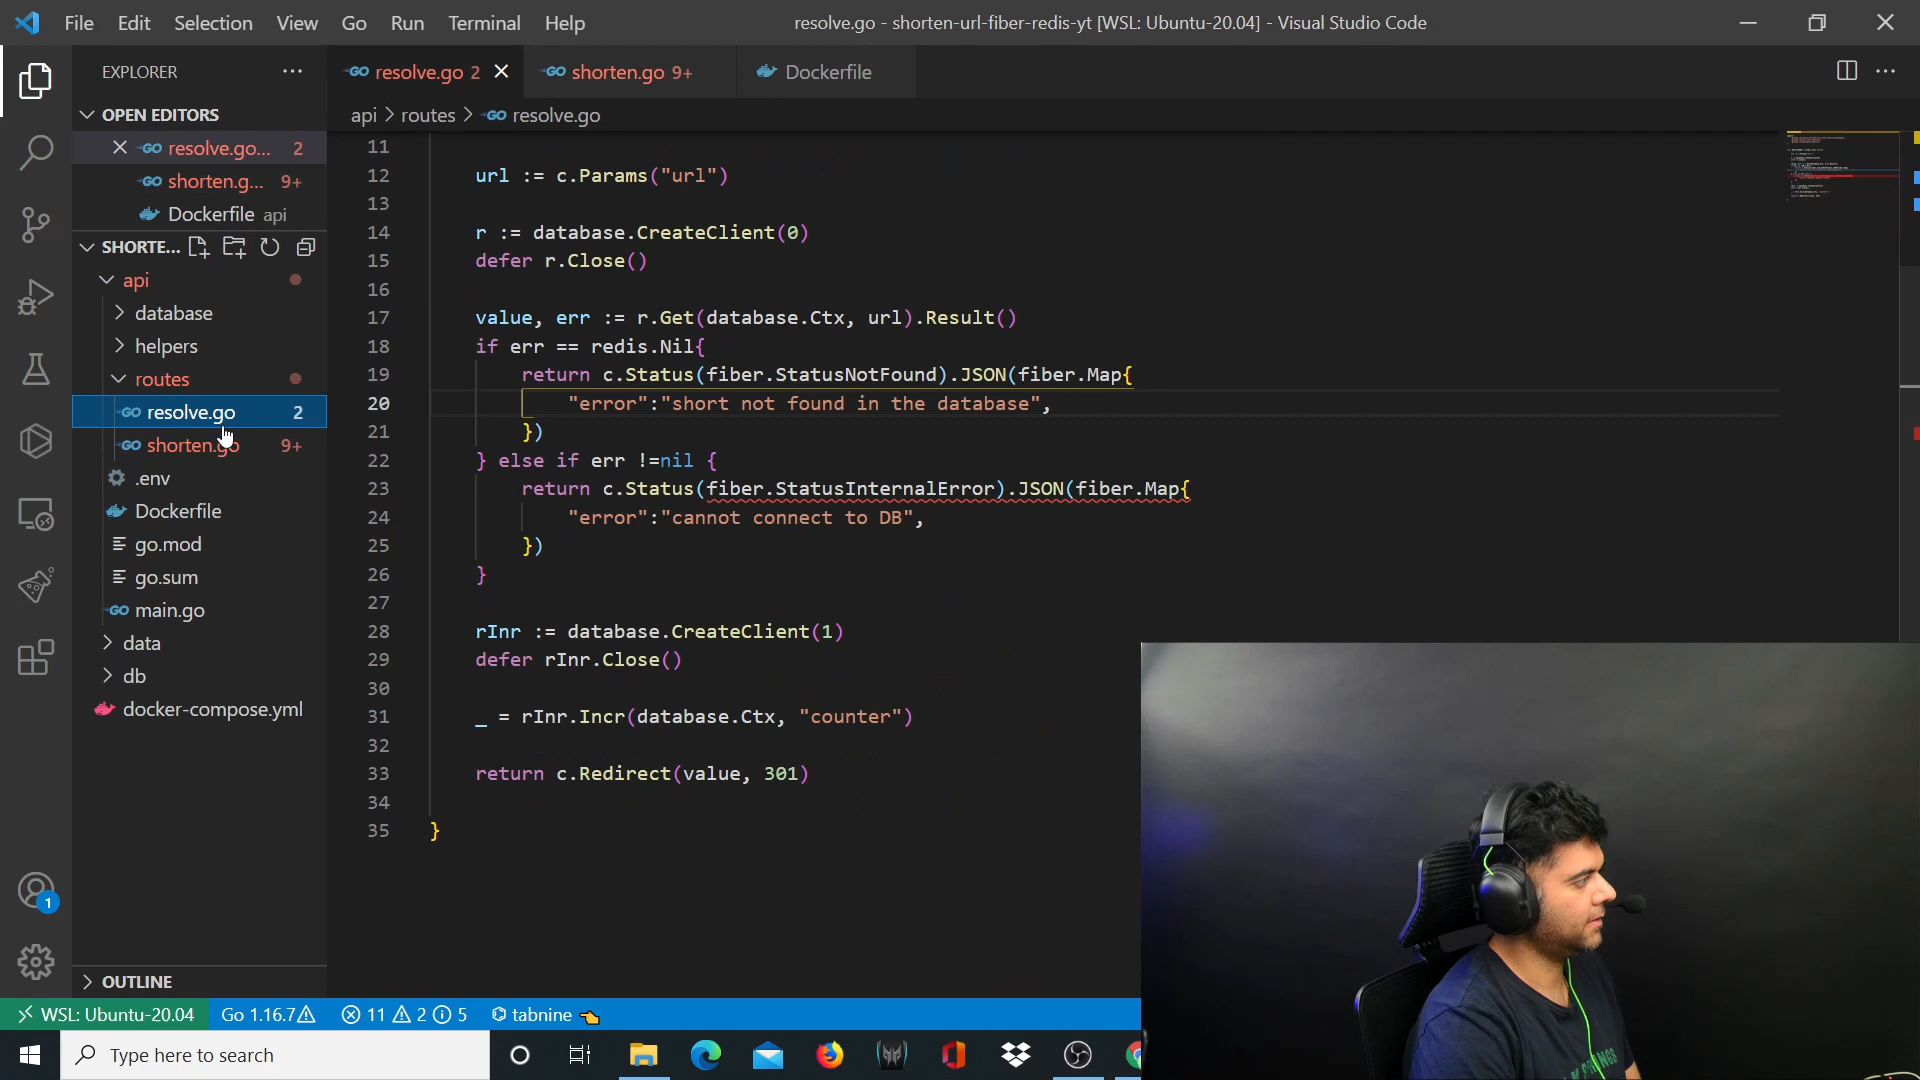 File Edit Selection View Go Run Terminal Help
resolve.go - shorten-url-fiber-redis-yt [WSL: Ubuntu-20.04] - Visual Studio Code
EXPLORER
resolve.go 2
shorten.go 9+
Dockerfile
OPEN EDITORS
resolve.go... 2
shorten.g... 9+
Dockerfile api
SHORTE...
api
database
helpers
routes
resolve.go 2
shorten.go 9+
.env
Dockerfile
go.mod
go.sum
main.go
data
db
docker-compose.yml
OUTLINE
api > routes > resolve.go
11
12 url := c.Params("url")
13
14 r := database.CreateClient(0)
15 defer r.Close()
16
17 value, err := r.Get(database.Ctx, url).Result()
18 if err == redis.Nil{
19 return c.Status(fiber.StatusNotFound).JSON(fiber.Map{
20 "error":"short not found in the database",
21 })
22 } else if err !=nil {
23 return c.Status(fiber.StatusInternalError).JSON(fiber.Map{
24 "error":"cannot connect to DB",
25 })
26 }
27
28 rInr := database.CreateClient(1)
29 defer rInr.Close()
30
31 _ = rInr.Incr(database.Ctx, "counter")
32
33 return c.Redirect(value, 301)
34
35 }
1
WSL: Ubuntu-20.04 Go 1.16.7 11 2 5 tabnine
Type here to search